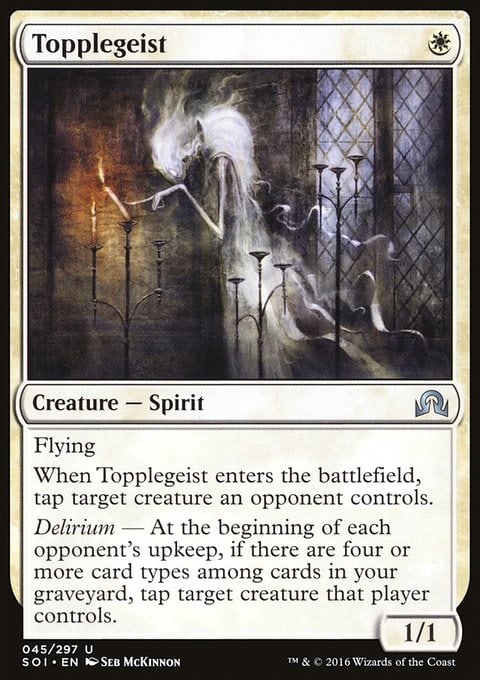 Topplegeist
Creature — Spirit
Flying
When Topplegeist enters the battlefield,
tap target creature an opponent controls.
Delirium — At the beginning of each
opponent's upkeep, if there are four or
more card types among cards in your
graveyard, tap target creature that player
controls.
1/1
045/297 U
SOI • EN Seb McKinnon
™ & © 2016 Wizards of the Coast